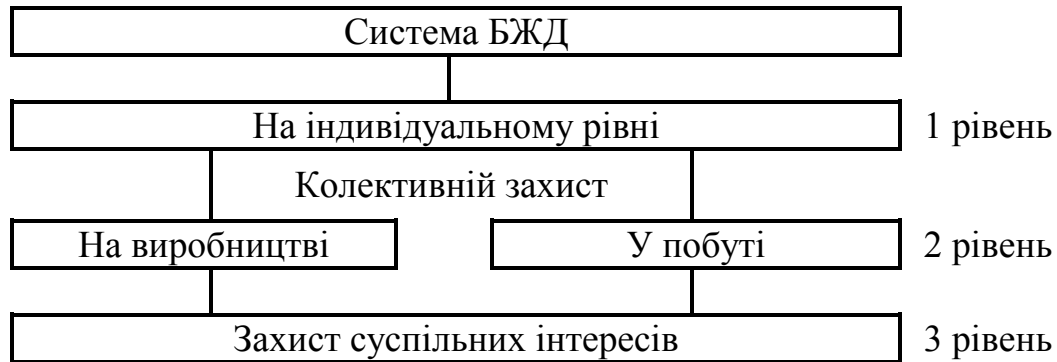 Система БЖД
На індивідуальному рівні 1 рівень
Колективній захист
На виробництві У побуті 2 рівень
Захист суспільних інтересів 3 рівень